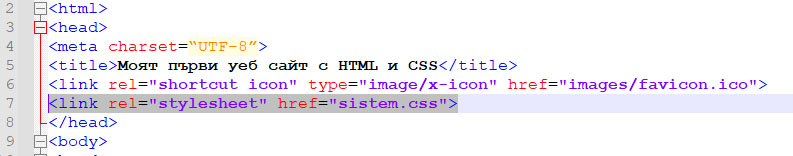 2 <html>
3 <head>
4 <meta charset=“UTF-8”>
5 <title>Моят първи уеб сайт с HTML и CSS</title>
6 <link rel="shortcut icon" type="image/x-icon" href="images/favicon.ico">
7 <link rel="stylesheet" href="sistem.css">
8 </head>
9 <body>